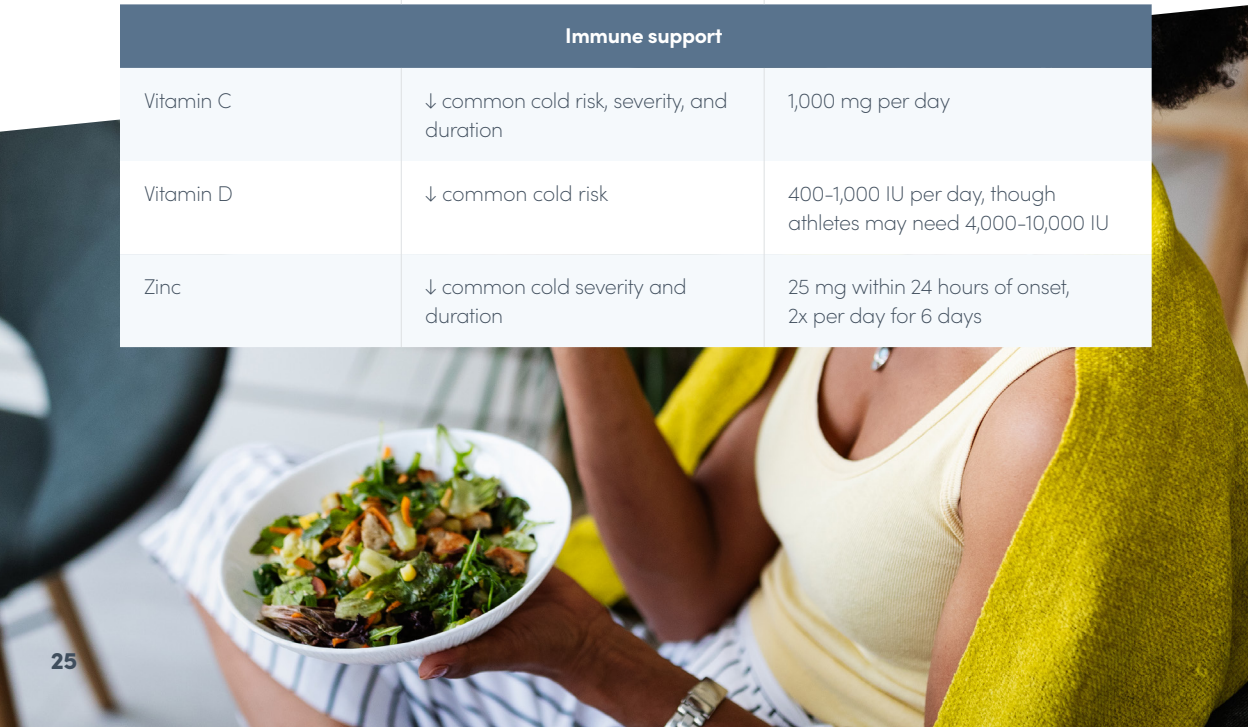 Immune support
Vitamin C
↓ common cold risk, severity, and
duration
1,000 mg per day
Vitamin D
↓ common cold risk
400-1,000 IU per day, though
athletes may need 4,000-10,000 IU
Zinc
↓ common cold severity and
duration
25 mg within 24 hours of onset,
2x per day for 6 days
25